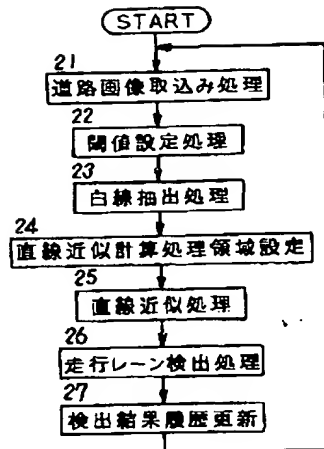 START
21
道路画像取込み処理
22
閾値設定処理
23
白線抽出処理
24
直線近似計算処理領域設定
25
直線近似処理
26
走行レーン検出処理
27
検出結果履歴更新